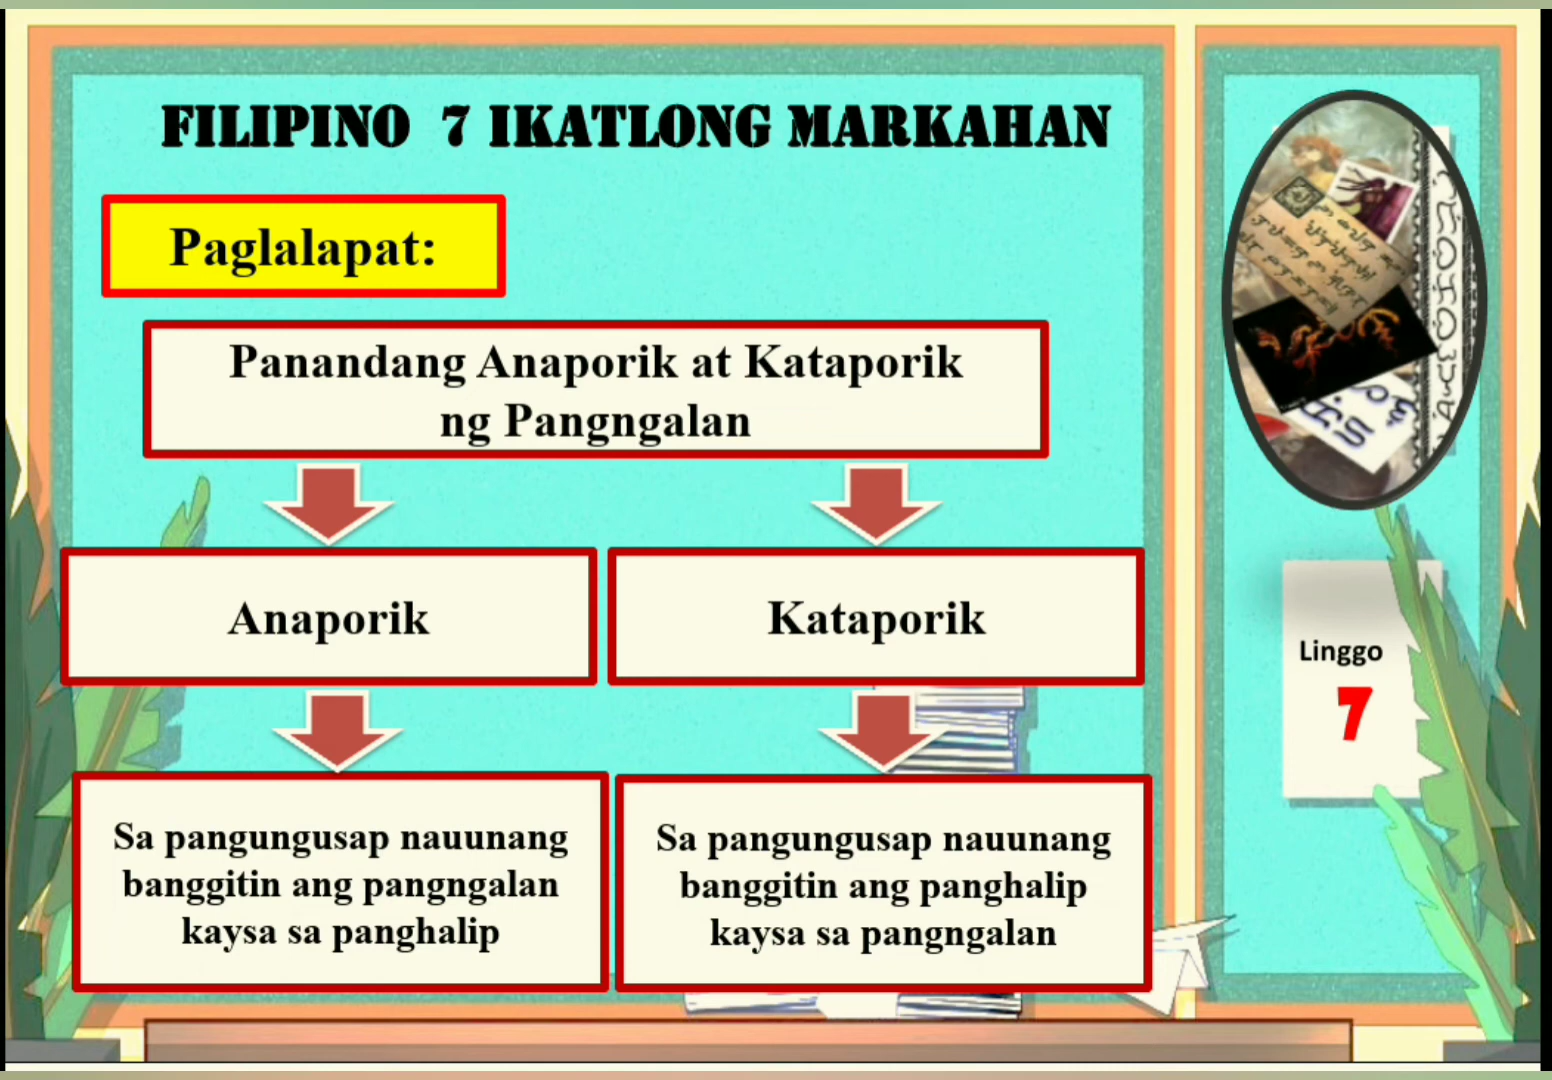 FILIPINO 7 IKATLONG MARKAHAN
Paglalapat:
Panandang Anaporik at Kataporik
ng Pangngalan
Anaporik
Kataporik
Sa pangungusap nauunang
banggitin ang pangngalan
kaysa sa panghalip
Sa pangungusap nauunang
banggitin ang panghalip
kaysa sa pangngalan
Linggo
7